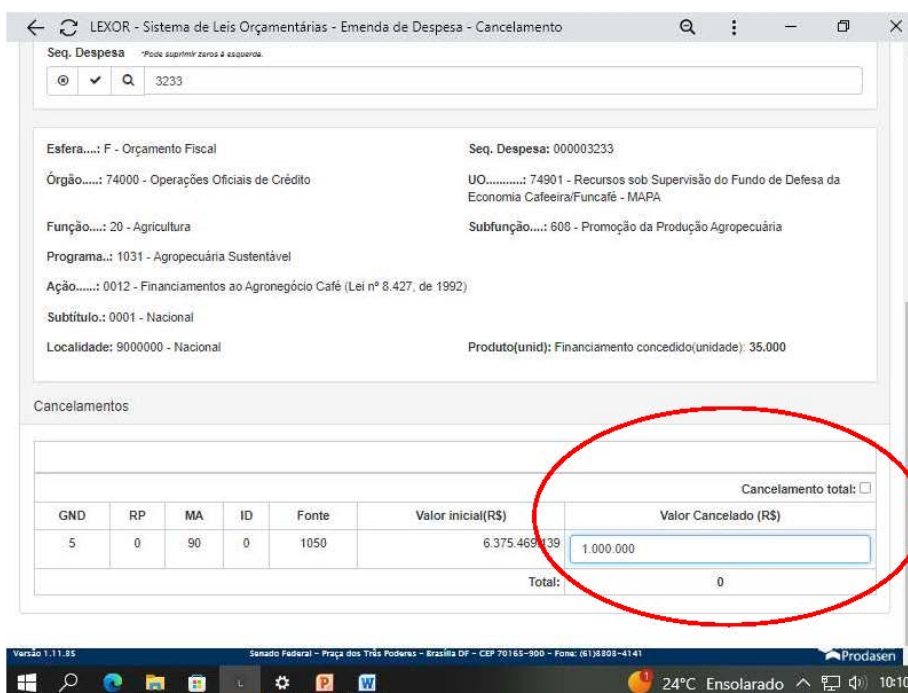 LEXOR - Sistema de Leis Orçamentárias - Emenda de Despesa - Cancelamento
Seq. Despesa *Pode suprimir zeros à esquerda.
3233
Esfera....: F - Orçamento Fiscal
Seq. Despesa: 000003233
Órgão.....: 74000 - Operações Oficiais de Crédito
UO...........: 74901 - Recursos sob Supervisão do Fundo de Defesa da
Economia Cafeeira/Funcafé - MAPA
Função....: 20 - Agricultura
Subfunção....: 608 - Promoção da Produção Agropecuária
Programa..: 1031 - Agropecuária Sustentável
Ação......: 0012 - Financiamentos ao Agronegócio Café (Lei nº 8.427, de 1992)
Subtítulo.: 0001 - Nacional
Localidade: 9000000 - Nacional
Produto(unid): Financiamento concedido(unidade): 35.000
Cancelamentos
Cancelamento total:
GND RP MA ID Fonte Valor inicial(R$) Valor Cancelado (R$)
5 0 90 0 1050 6.375.469.139 1.000.000
Total: 0
Versão 1.11.85
Senado Federal - Praça dos Três Poderes - Brasília DF - CEP 70165-900 - Fone: (61)3303-4141
Prodasen
24°C Ensolarado 10:10